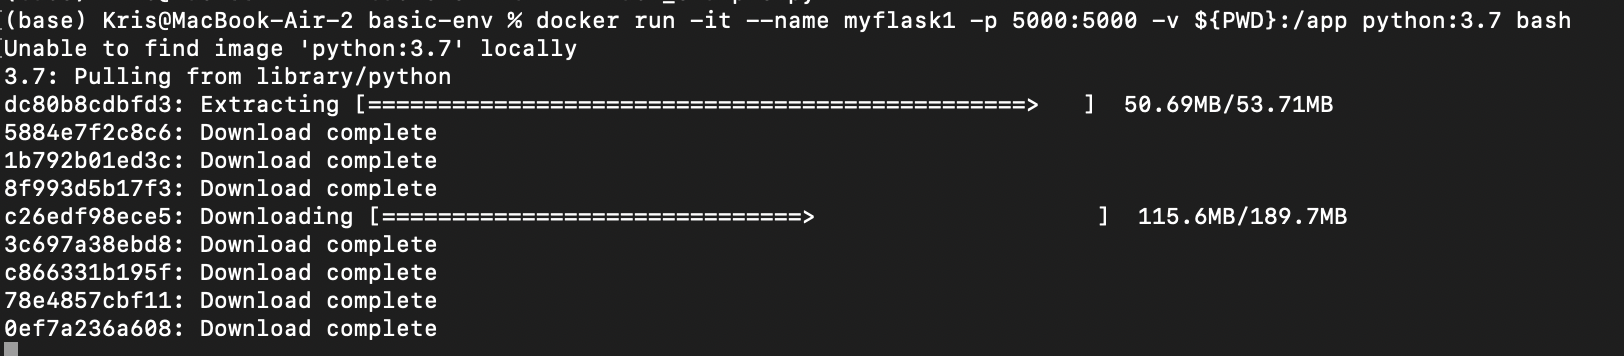 (base) Kris@MacBook-Air-2 basic-env % docker run -it --name myflask1 -p 5000:5000 -v ${PWD}:/app python:3.7 bash
Unable to find image 'python:3.7' locally
3.7: Pulling from library/python
dc80b8cdbfd3: Extracting [===============================================>   ]  50.69MB/53.71MB
5884e7f2c8c6: Download complete
1b792b01ed3c: Download complete
8f993d5b17f3: Download complete
c26edf98ece5: Downloading [==============================>                    ]  115.6MB/189.7MB
3c697a38ebd8: Download complete
c866331b195f: Download complete
78e4857cbf11: Download complete
0ef7a236a608: Download complete